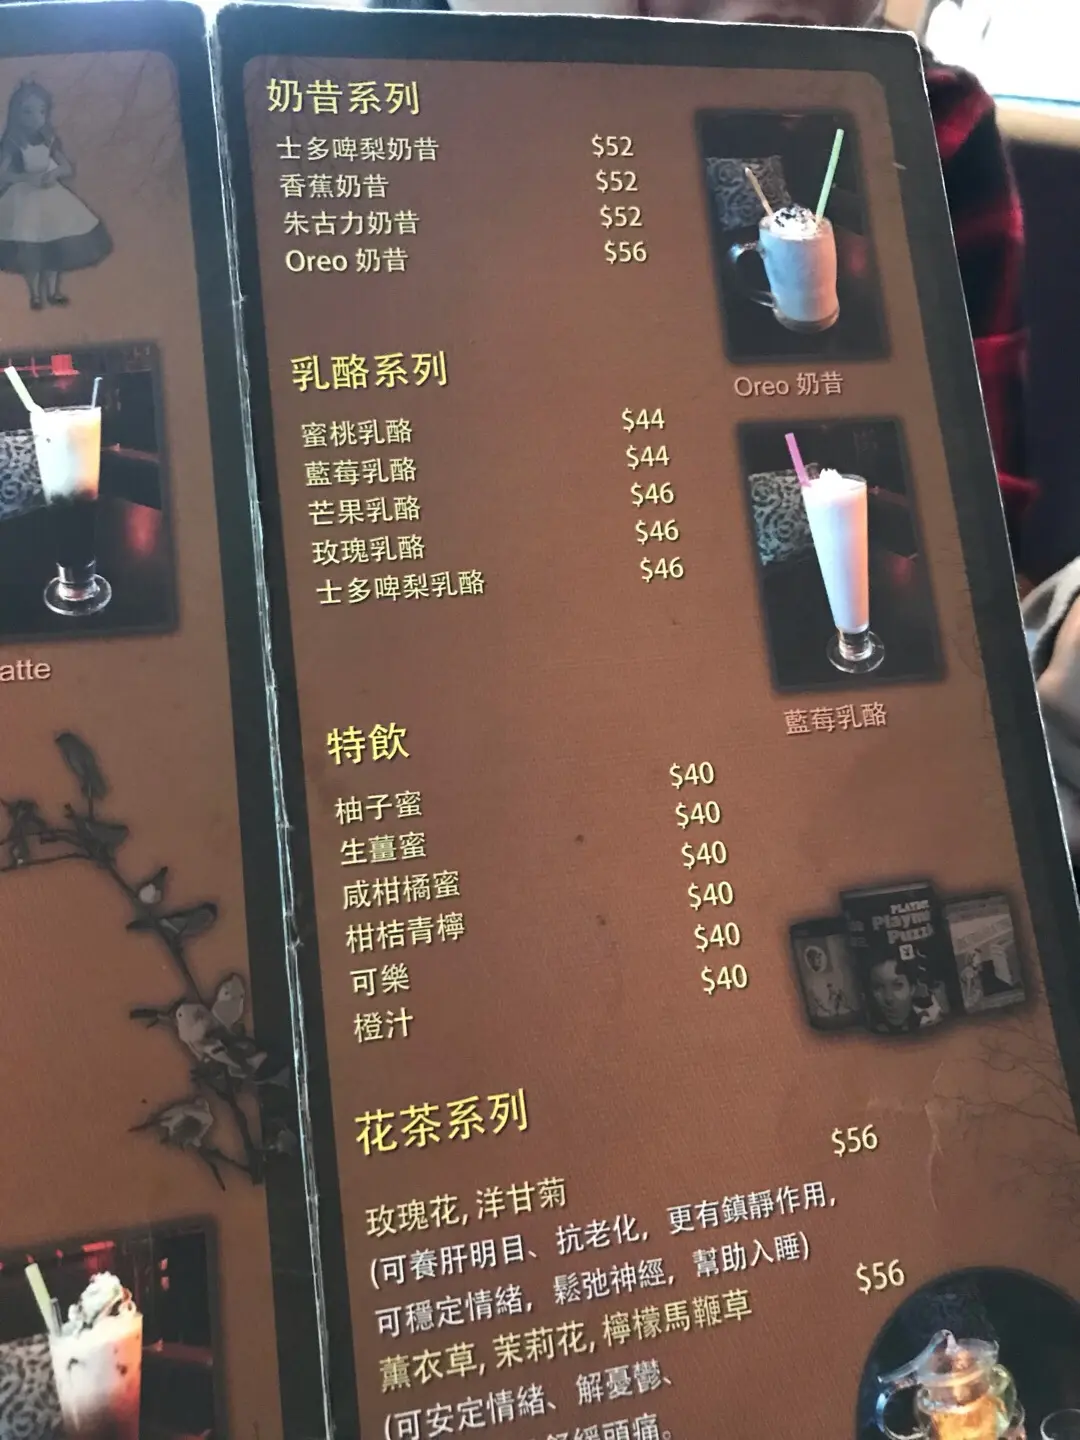 奶昔系列
士多啤梨奶昔 $52
香蕉奶昔 $52
朱古力奶昔 $52
Oreo 奶昔 $56
Oreo 奶昔
乳酪系列
蜜桃乳酪 $44
藍莓乳酪 $44
芒果乳酪 $46
玫瑰乳酪 $46
士多啤梨乳酪 $46
藍莓乳酪
atte
特飲
柚子蜜 $40
生薑蜜 $40
咸柑橘蜜 $40
柑桔青檸 $40
可樂 $40
橙汁 $40
PLAYBOY
Puzzle
花茶系列
玫瑰花, 洋甘菊 $56
(可養肝明目、抗老化，更有鎮靜作用,
可穩定情緒，鬆弛神經，幫助入睡)
薰衣草, 茉莉花, 檸檬馬鞭草 $56
(可安定情緒、解憂鬱、
舒緩頭痛。